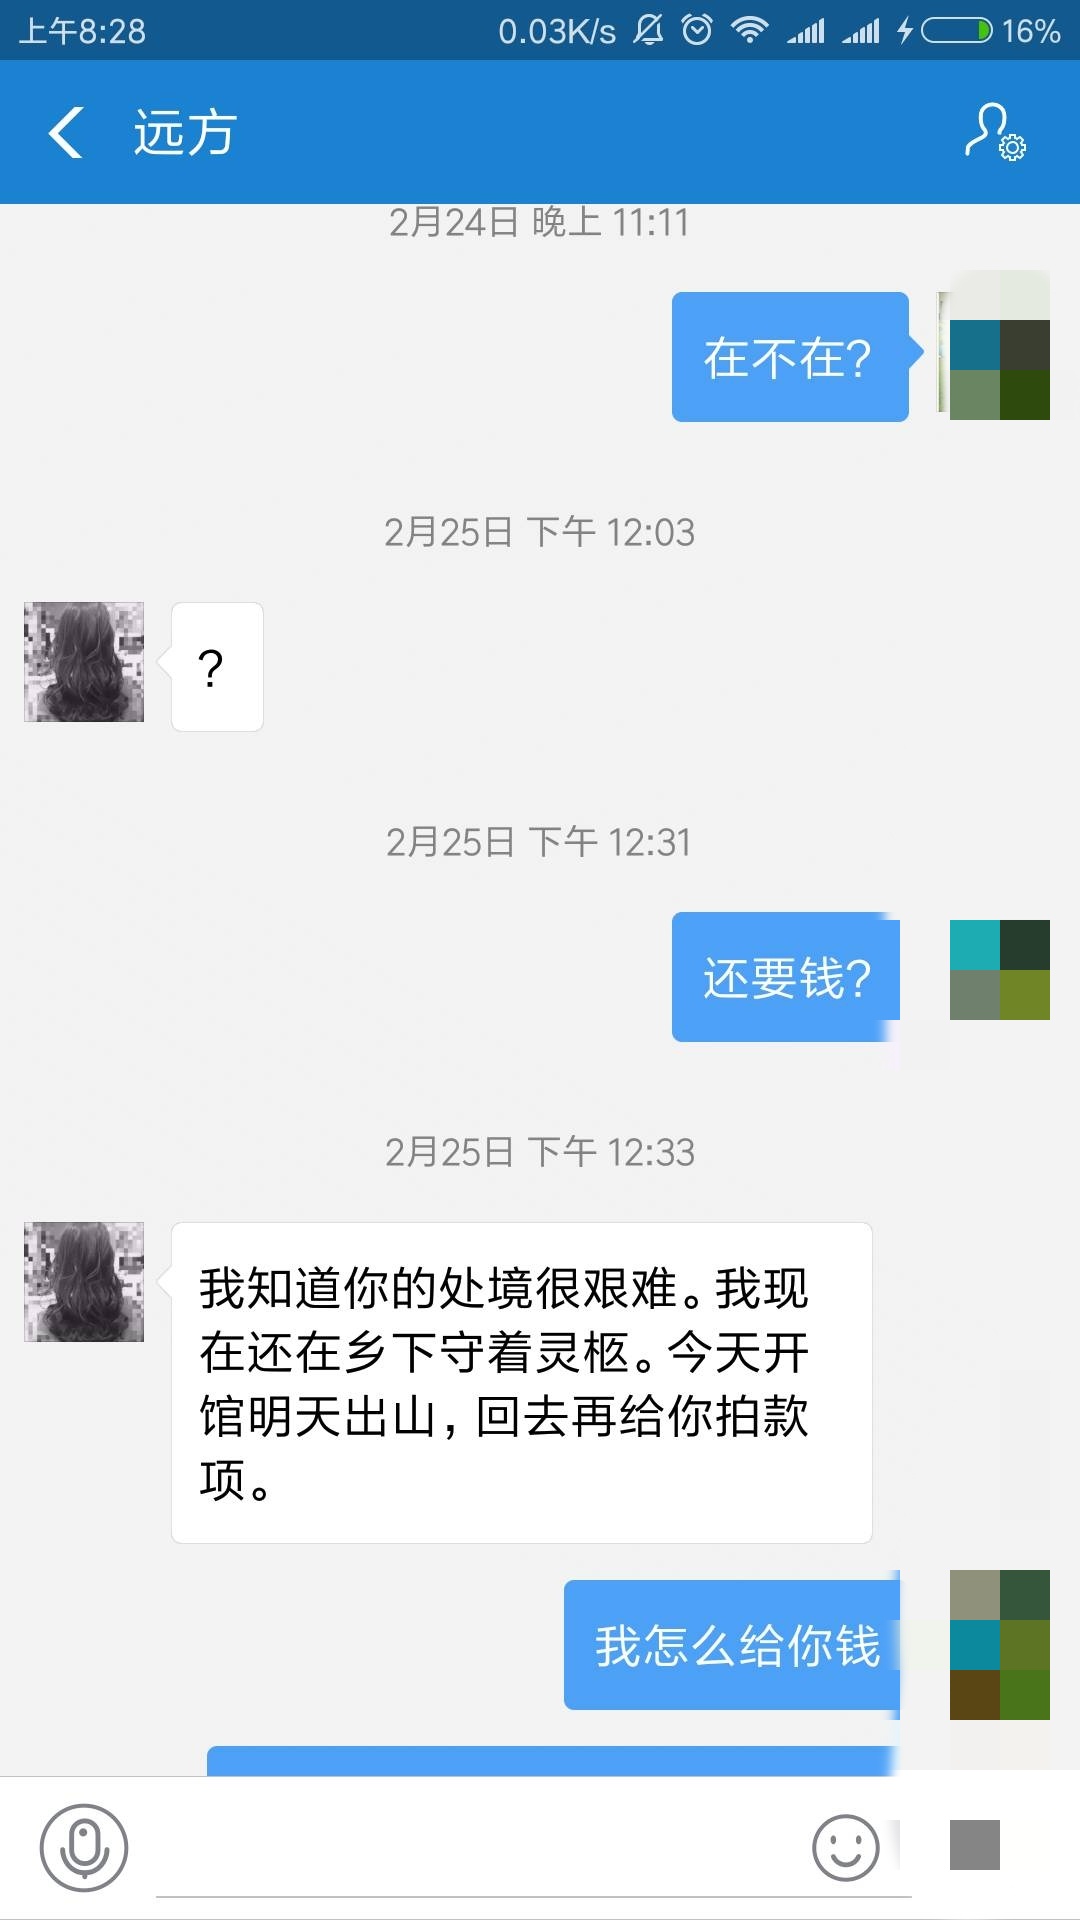 上午8:28 0.03K/s 16%
远方
2月24日 晚上 11:11
在不在?
2月25日 下午 12:03
?
2月25日 下午 12:31
还要钱?
2月25日 下午 12:33
我知道你的处境很艰难。我现
在还在乡下守着灵柩。今天开
馆明天出山，回去再给你拍款
项。
我怎么给你钱